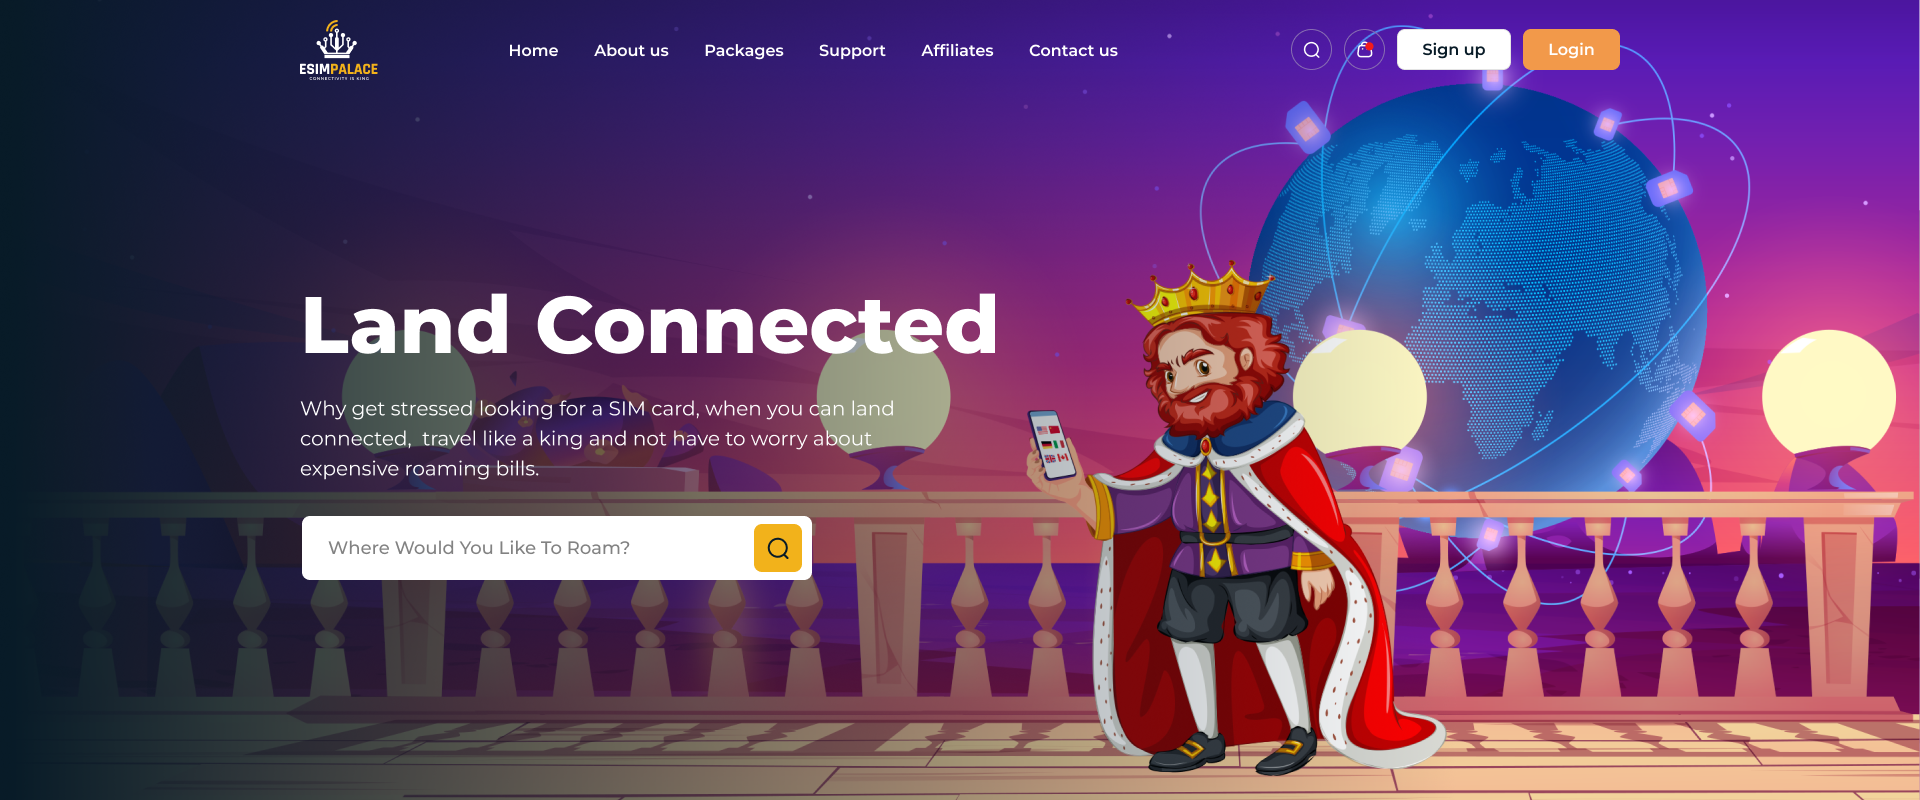 ESIMPALACE
CONNECTIVITY IS KING
Home
About us
Packages
Support
Affiliates
Contact us
Sign up
Login
Land Connected
Why get stressed looking for a SIM card, when you can land
connected,  travel like a king and not have to worry about
expensive roaming bills.
Where Would You Like To Roam?